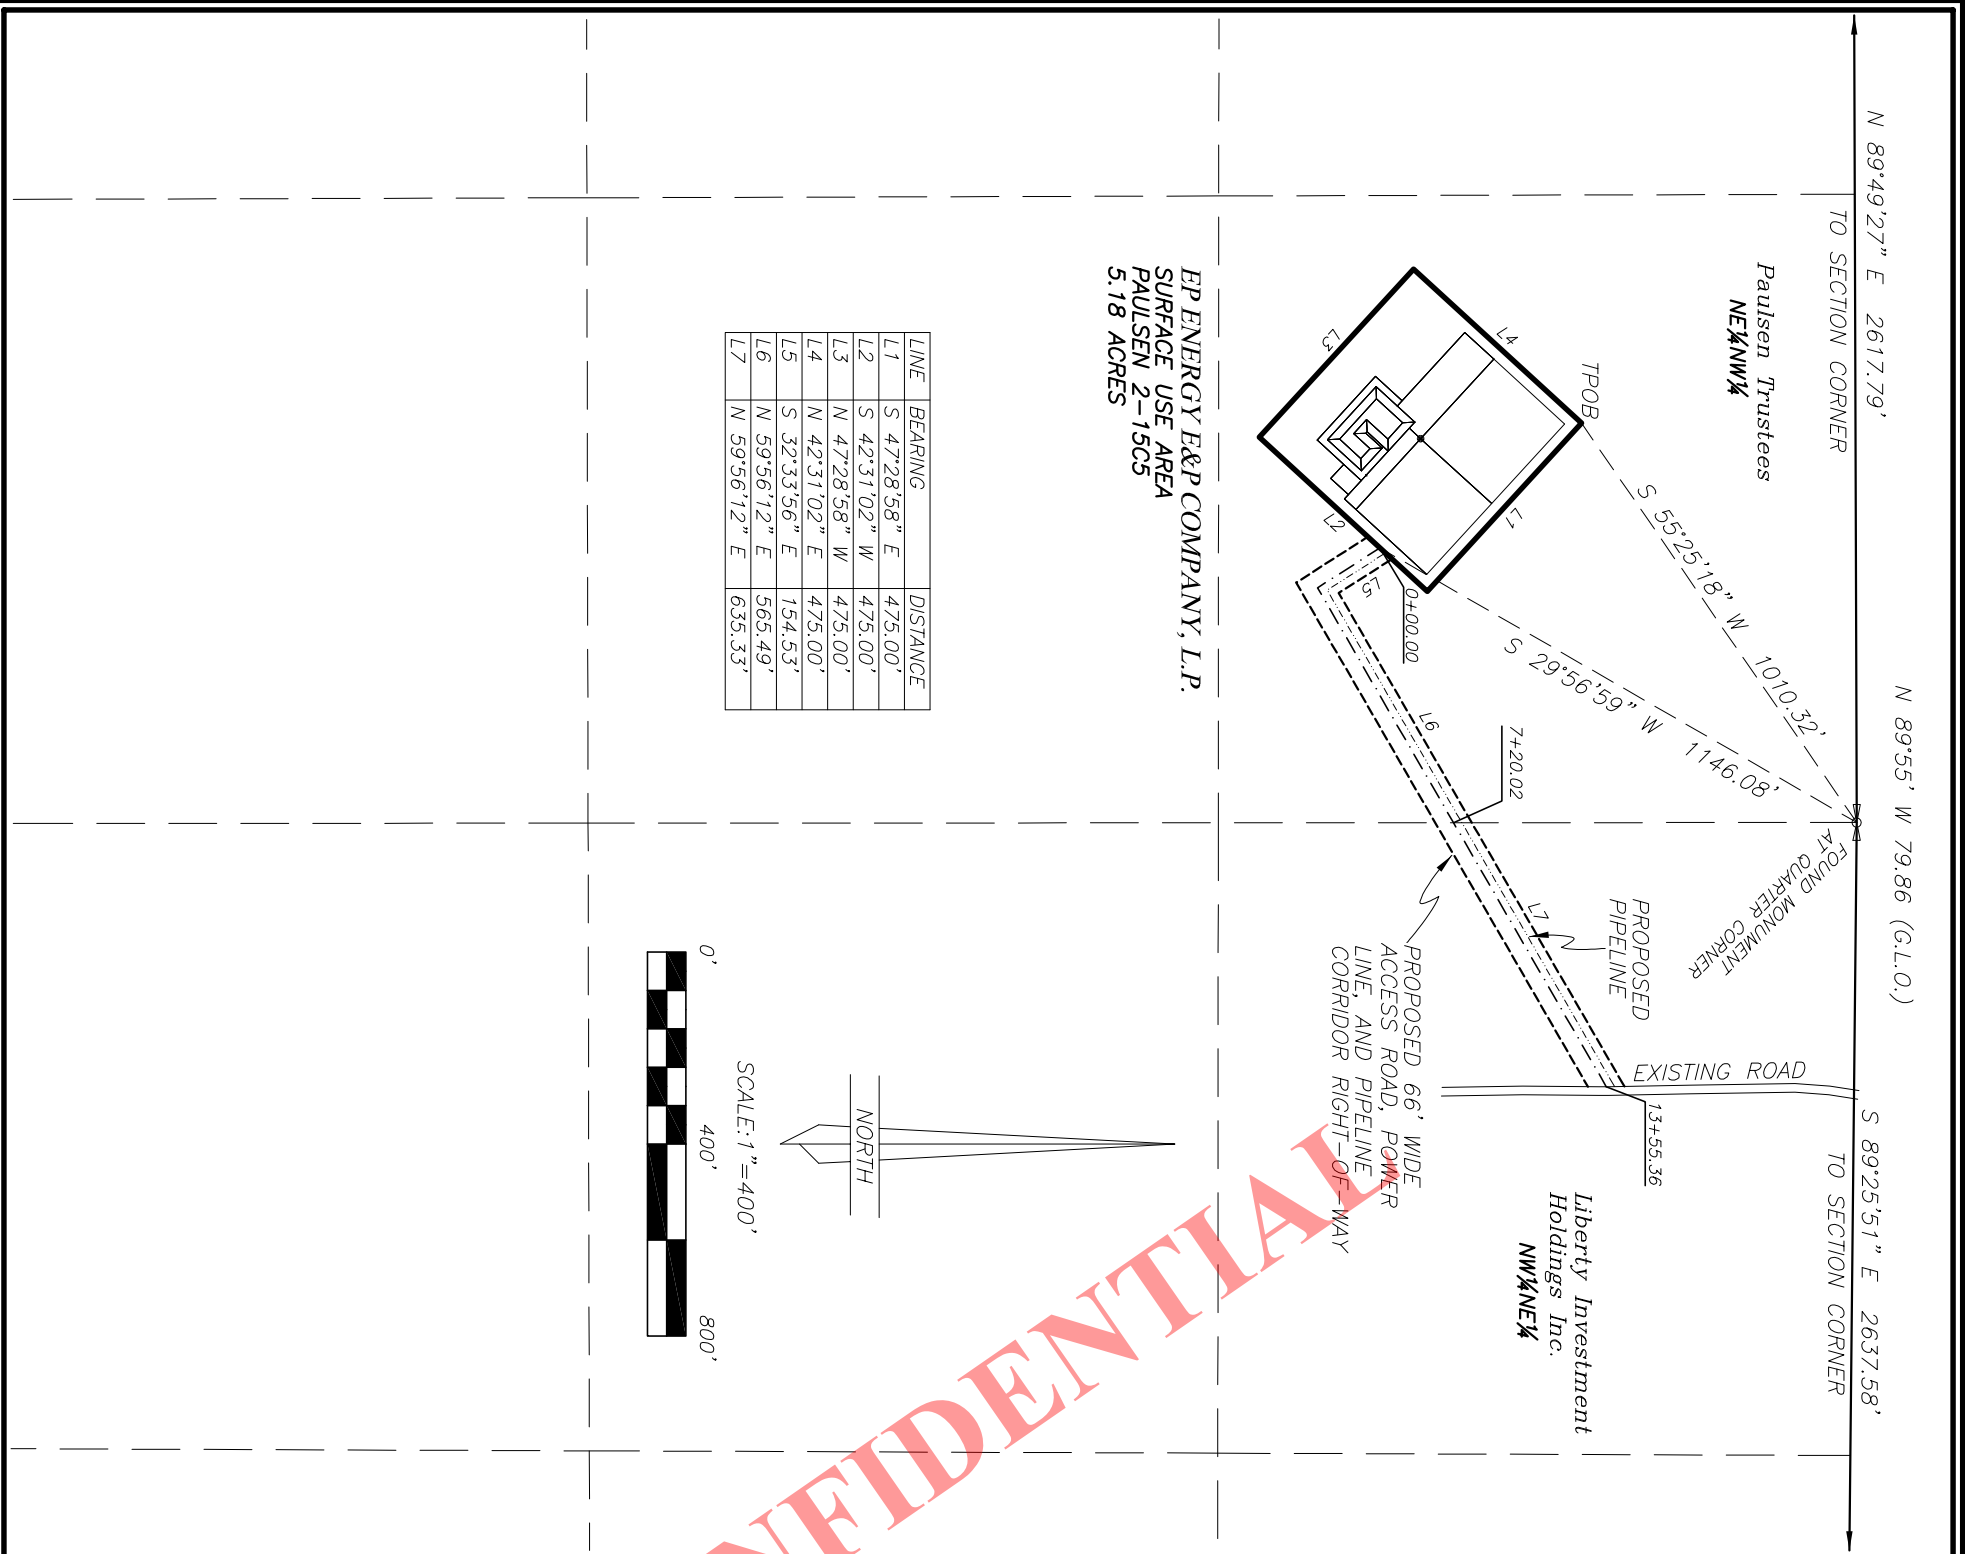 N 89°55' W 79.86 (G.L.O.)
N 89°49'27" E 2617.79'
TO SECTION CORNER
S 89°25'51" E 2637.58'
TO SECTION CORNER
FOUND MONUMENT
AT QUARTER CORNER
Paulsen Trustees
NE¼NW¼
TPOB
S 55°25'18" W 1010.32'
S 29°56'59" W 1146.08'
L4
L1
L3
L2
L5
0+00.00
L6
7+20.02
L7
PROPOSED
PIPELINE
EXISTING ROAD
13+55.36
Liberty Investment
Holdings Inc.
NW¼NE¼
PROPOSED 66' WIDE
ACCESS ROAD, POWER
LINE, AND PIPELINE
CORRIDOR RIGHT-OF-WAY
EP ENERGY E&P COMPANY, L.P.
SURFACE USE AREA
PAULSEN 2-15C5
5.18 ACRES
LINE BEARING DISTANCE
L1 S 47°28'58" E 475.00'
L2 S 42°31'02" W 475.00'
L3 N 47°28'58" W 475.00'
L4 N 42°31'02" E 475.00'
L5 S 32°33'56" E 154.53'
L6 N 59°56'12" E 565.49'
L7 N 59°56'12" E 635.33'
NORTH
SCALE: 1"=400'
0' 400' 800'
NFIDENTIAL